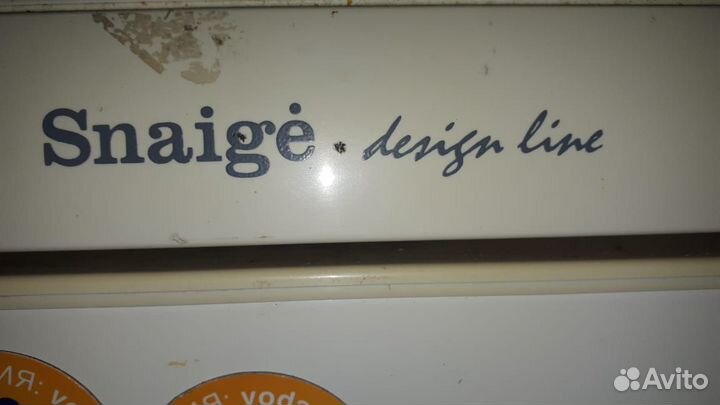 Snaigė . design line
Avito